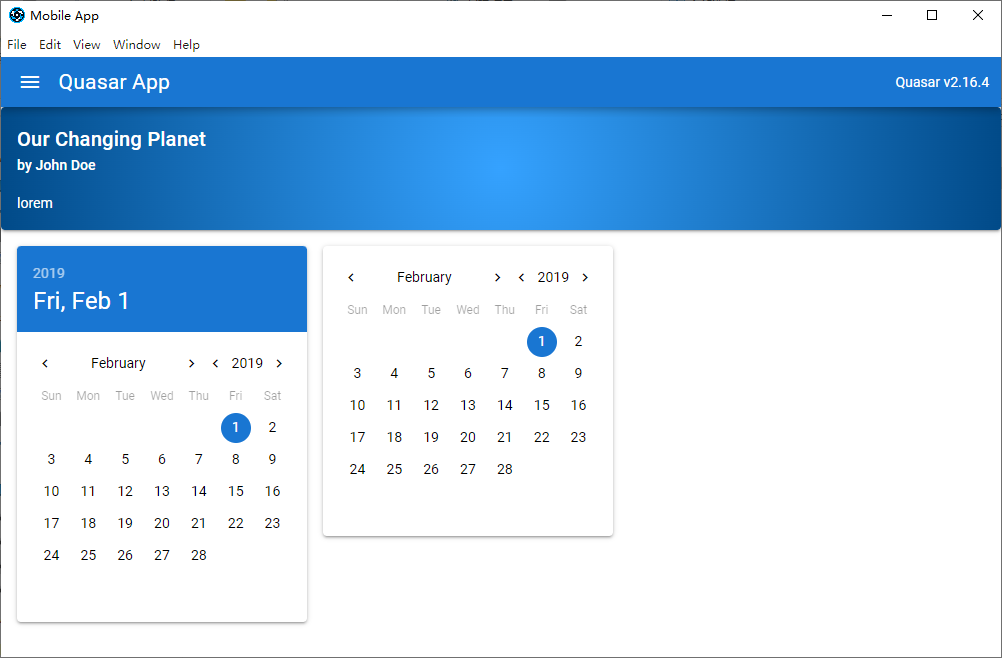 Mobile App
File Edit View Window Help
Quasar App
Quasar v2.16.4
Our Changing Planet
by John Doe
lorem
2019
Fri, Feb 1
February 2019
Sun Mon Tue Wed Thu Fri Sat
1 2
3 4 5 6 7 8 9
10 11 12 13 14 15 16
17 18 19 20 21 22 23
24 25 26 27 28
February 2019
Sun Mon Tue Wed Thu Fri Sat
1 2
3 4 5 6 7 8 9
10 11 12 13 14 15 16
17 18 19 20 21 22 23
24 25 26 27 28